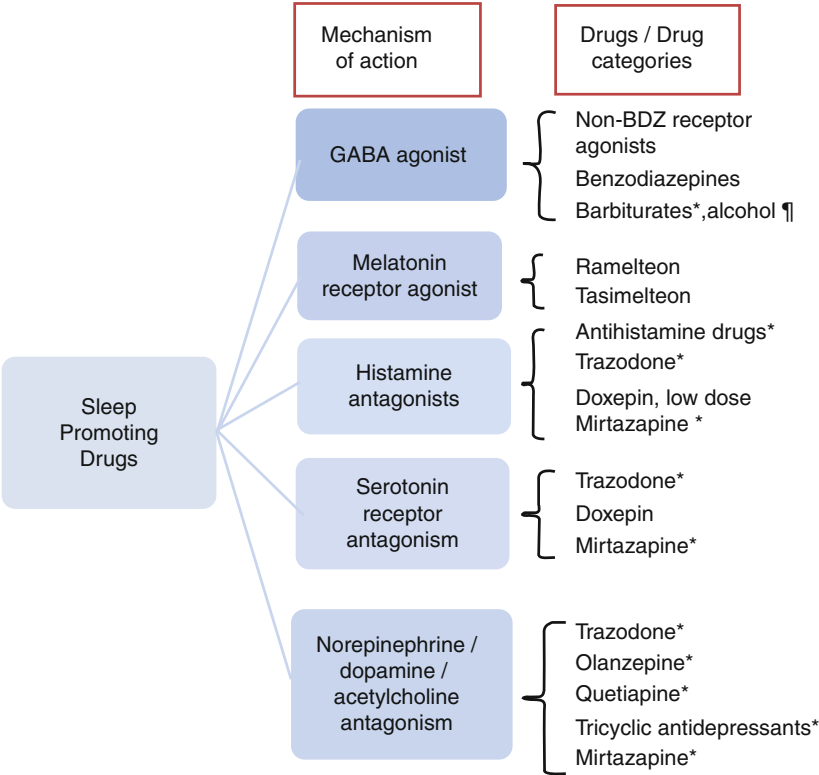 Mechanism
of action
Drugs / Drug
categories
GABA agonist
Non-BDZ receptor
agonists
Benzodiazepines
Barbiturates*,alcohol ¶
Melatonin
receptor agonist
Ramelteon
Tasimelteon
Sleep
Promoting
Drugs
Histamine
antagonists
Antihistamine drugs*
Trazodone*
Doxepin, low dose
Mirtazapine *
Serotonin
receptor
antagonism
Trazodone*
Doxepin
Mirtazapine*
Norepinephrine /
dopamine /
acetylcholine
antagonism
Trazodone*
Olanzepine*
Quetiapine*
Tricyclic antidepressants*
Mirtazapine*